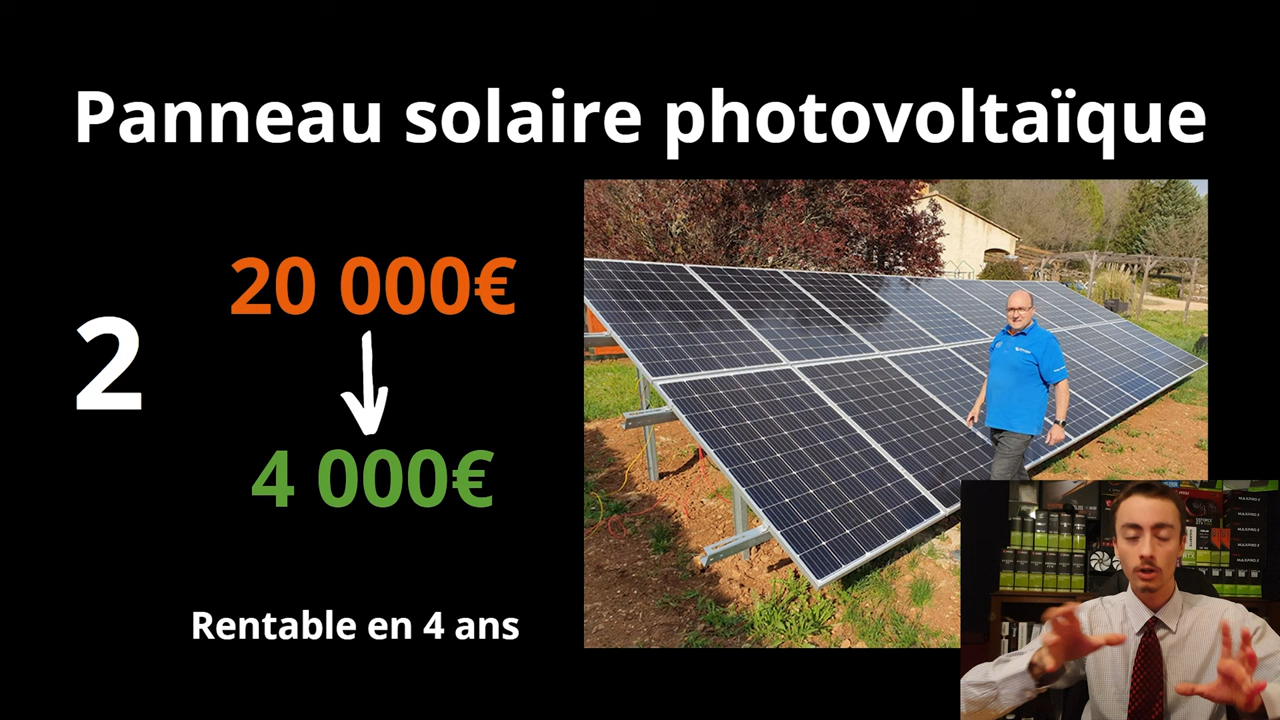 Panneau solaire photovoltaïque
2
20 000€
4 000€
Rentable en 4 ans